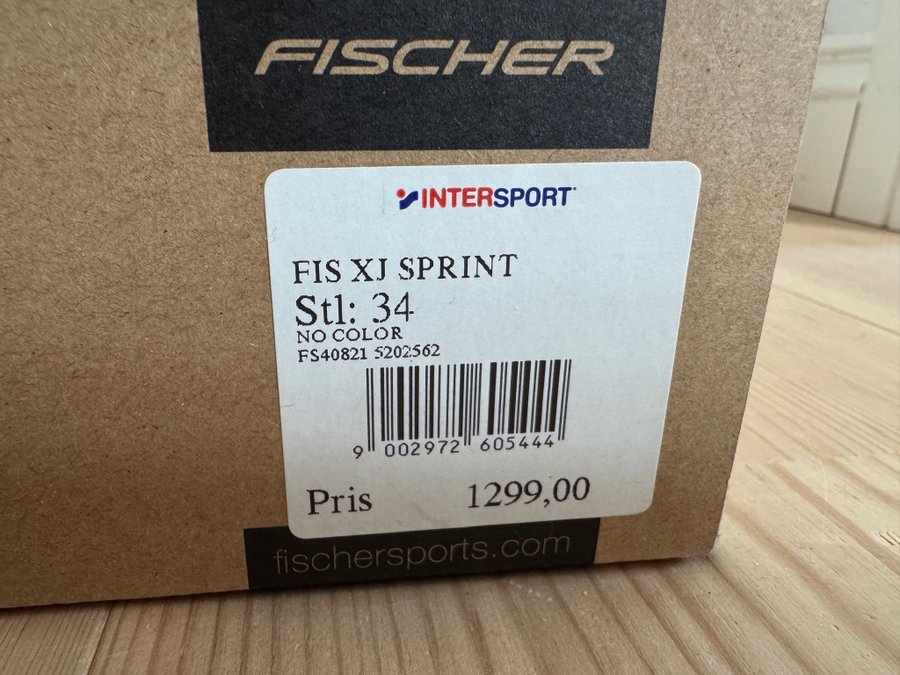 FISCHER
INTERSPORT
FIS XJ SPRINT
Stl: 34
NO COLOR
FS40821 5202562
9 002972 605444
Pris 1299,00
fischersports.com